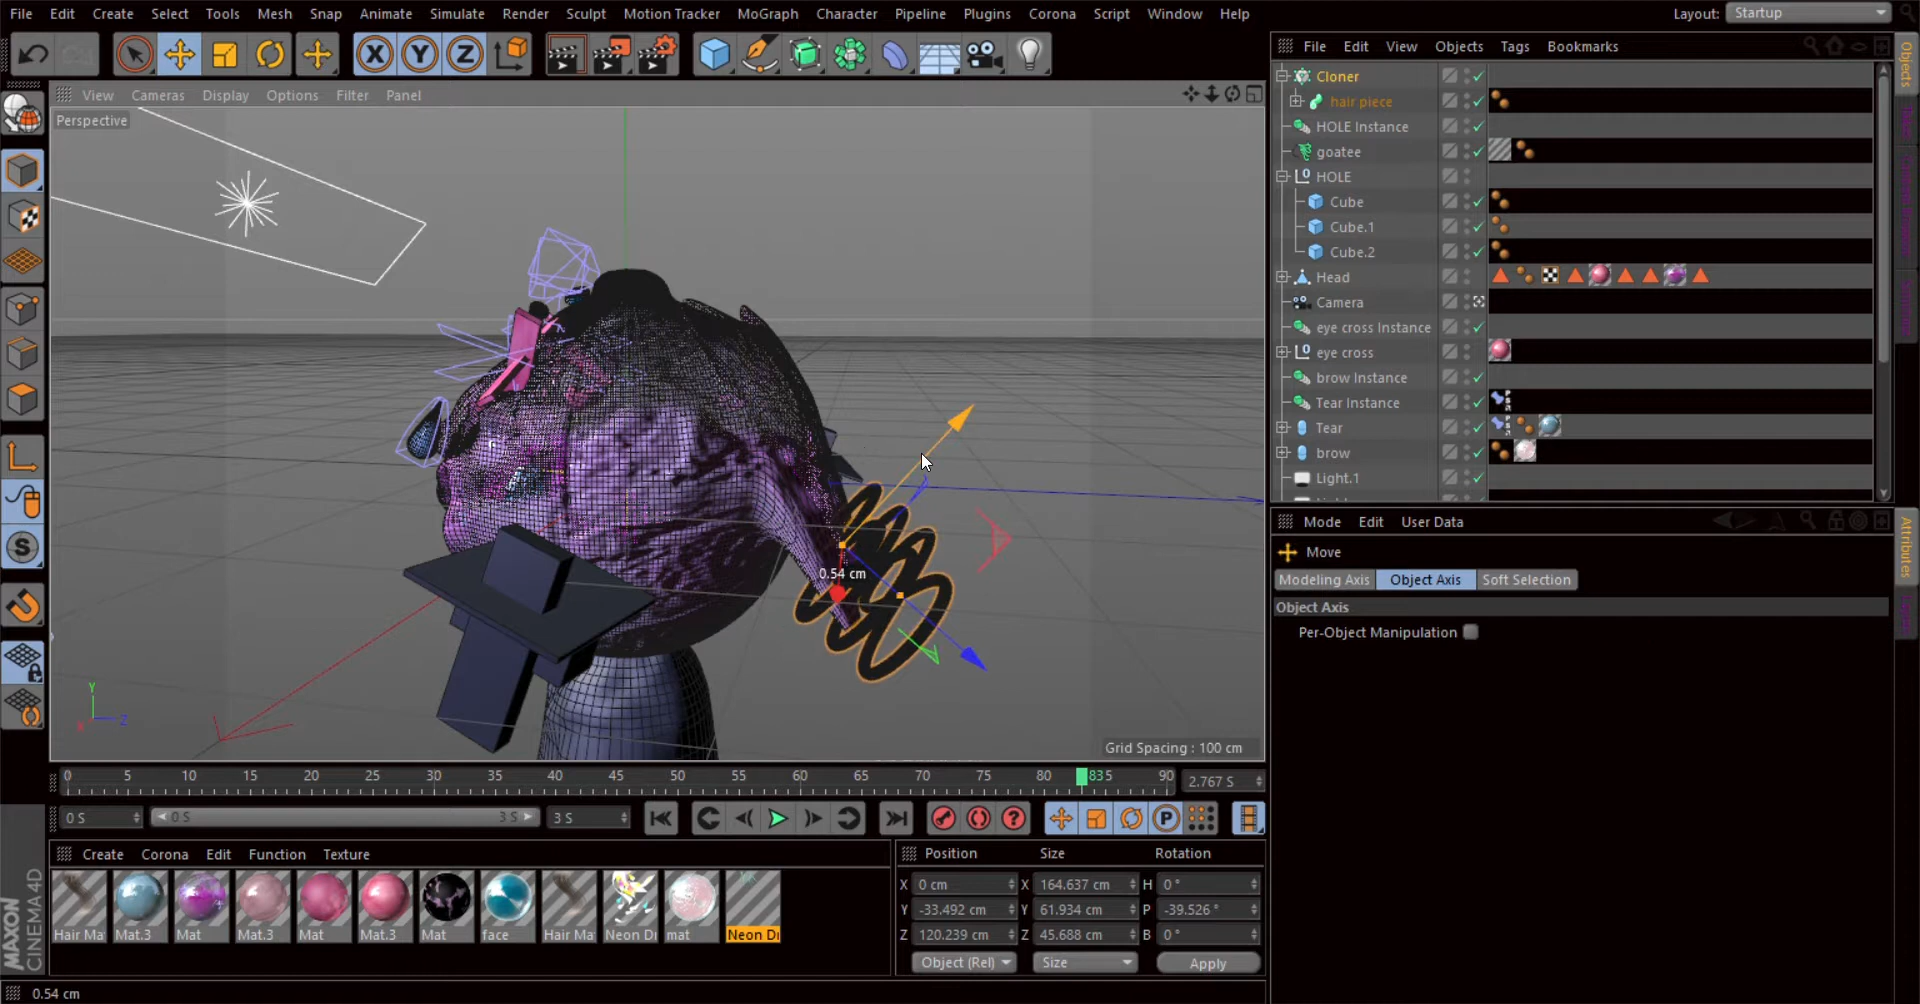 File Edit Create Select Tools Mesh Snap Animate Simulate Render Sculpt Motion Tracker MoGraph Character Pipeline Plugins Corona Script Window Help Layout: Startup
File Edit View Objects Tags Bookmarks
View Cameras Display Options Filter Panel
Perspective
Cloner
hair piece
HOLE Instance
goatee
HOLE
Cube
Cube.1
Cube.2
Head
Camera
eye cross Instance
eye cross
brow Instance
Tear Instance
Tear
brow
Light.1
Objects
0.54 cm
Y
X
Z
Grid Spacing : 100 cm
Mode Edit User Data
Move
Modeling Axis Object Axis Soft Selection
Object Axis
Per-Object Manipulation
Attributes
0 5 10 15 20 25 30 35 40 45 50 55 60 65 70 75 80 835 90 2.767 S
0 S 0 S 3 S 3 S
Create Corona Edit Function Texture
Hair Ma Mat.3 Mat Mat.3 Mat Mat.3 Mat face Hair Ma Neon Di mat Neon Di
Position Size Rotation
X 0 cm X 164.637 cm H 0 °
Y -33.492 cm Y 61.934 cm P -39.526 °
Z 120.239 cm Z 45.688 cm B 0 °
Object (Rel) Size Apply
MAXON
CINEMA4D
0.54 cm